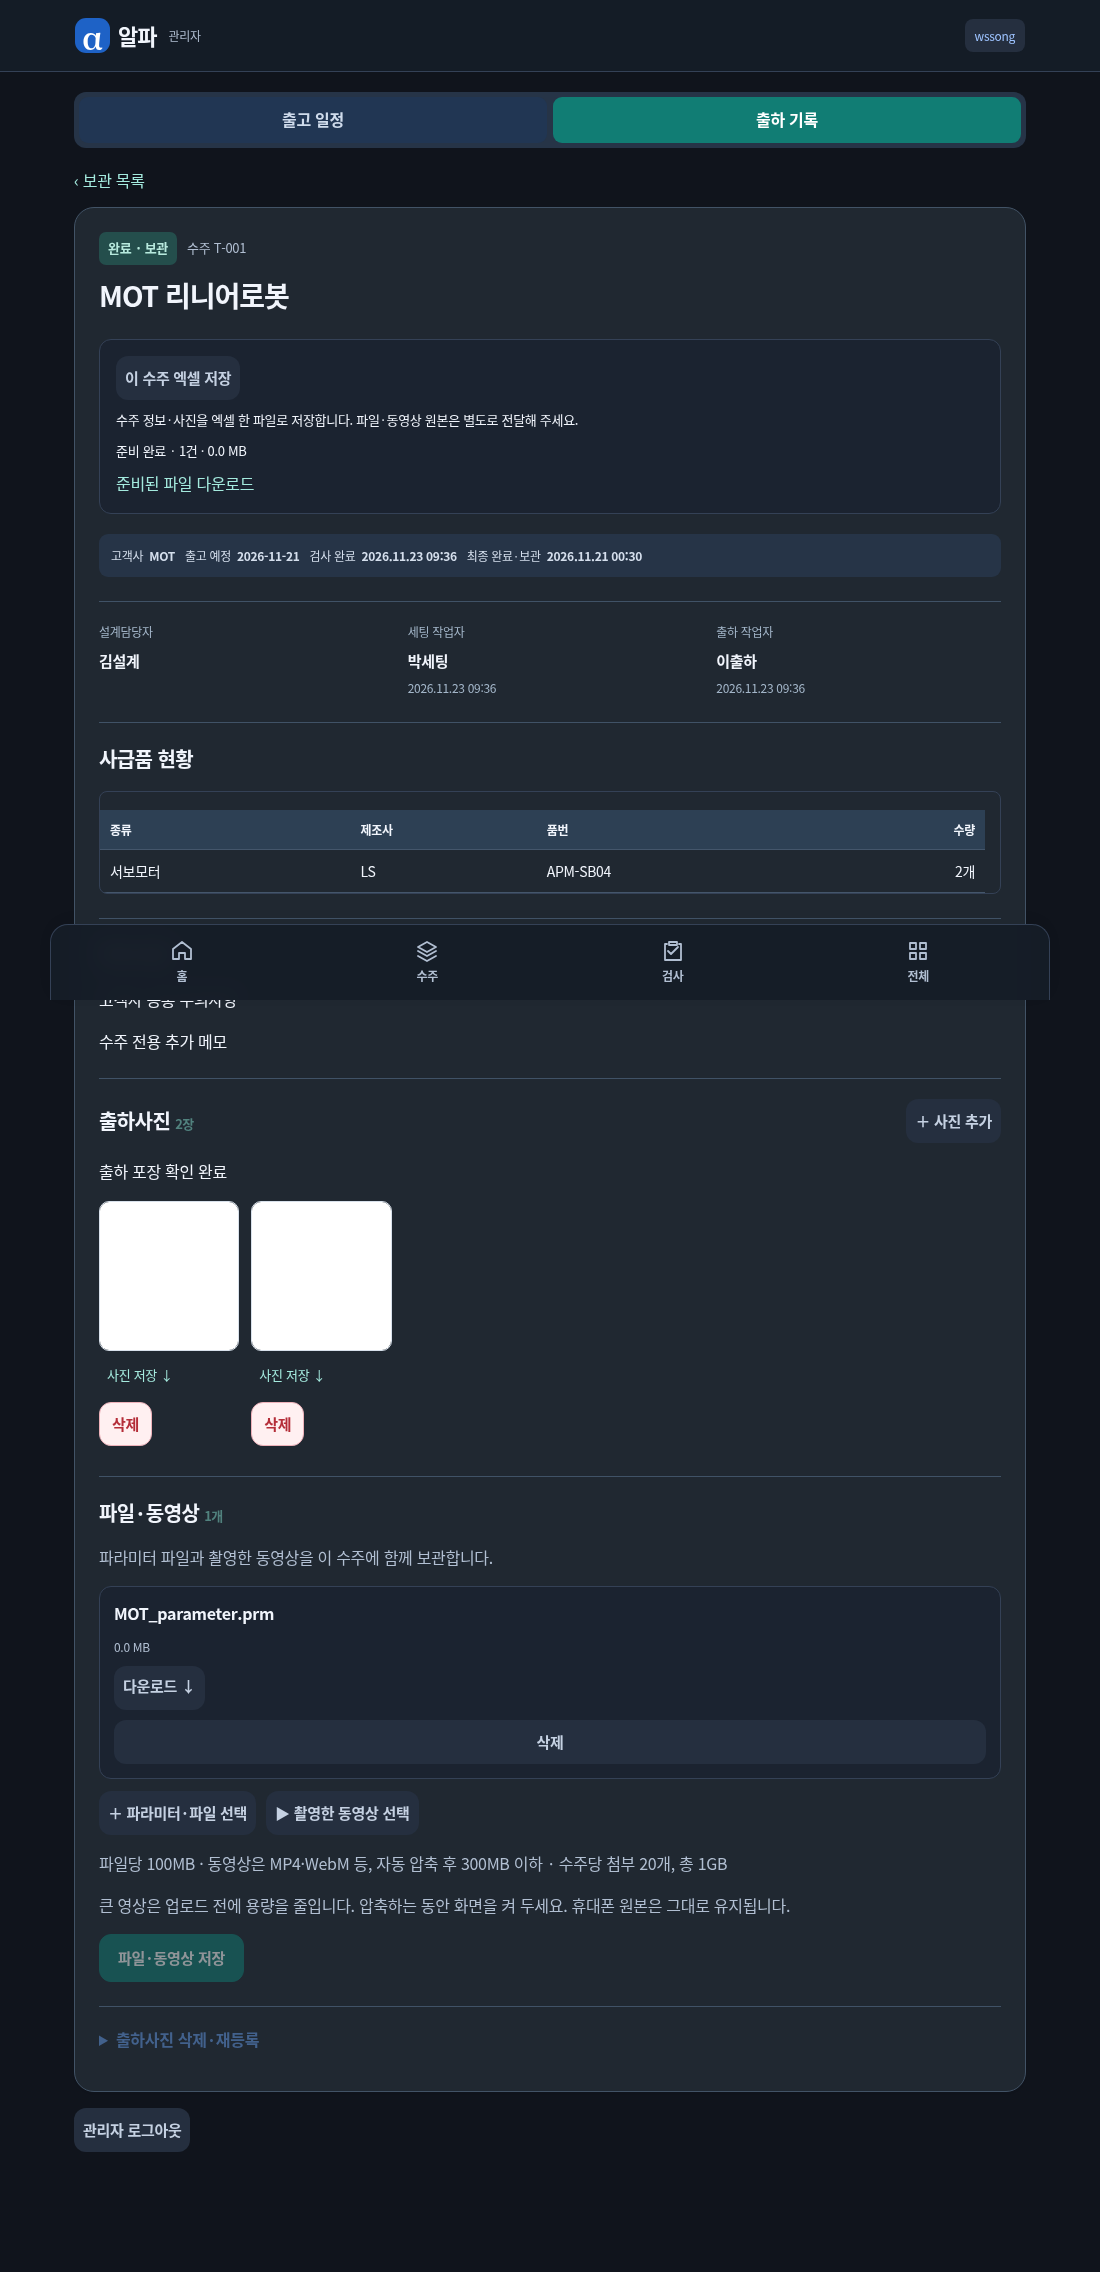 α 알파 관리자
wssong
출고 일정
출하 기록
‹ 보관 목록
완료 · 보관 수주 T-001
MOT 리니어로봇
이 수주 엑셀 저장
수주 정보·사진을 엑셀 한 파일로 저장합니다. 파일·동영상 원본은 별도로 전달해 주세요.
준비 완료 · 1건 · 0.0 MB
준비된 파일 다운로드
고객사 MOT 출고 예정 2026-11-21 검사 완료 2026.11.23 09:36 최종 완료·보관 2026.11.21 00:30
설계담당자 세팅 작업자 출하 작업자
김설계 박세팅 이출하
2026.11.23 09:36 2026.11.23 09:36
사급품 현황
종류 제조사 품번 수량
서보모터 LS APM-SB04 2개
홈 수주 검사 전체
고객사 공통 주의사항
수주 전용 추가 메모
출하사진 2장
+ 사진 추가
출하 포장 확인 완료
사진 저장 ↓ 사진 저장 ↓
삭제 삭제
파일·동영상 1개
파라미터 파일과 촬영한 동영상을 이 수주에 함께 보관합니다.
MOT_parameter.prm
0.0 MB
다운로드 ↓
삭제
+ 파라미터·파일 선택 ▶ 촬영한 동영상 선택
파일당 100MB · 동영상은 MP4·WebM 등, 자동 압축 후 300MB 이하 · 수주당 첨부 20개, 총 1GB
큰 영상은 업로드 전에 용량을 줄입니다. 압축하는 동안 화면을 켜 두세요. 휴대폰 원본은 그대로 유지됩니다.
파일·동영상 저장
▶ 출하사진 삭제·재등록
관리자 로그아웃